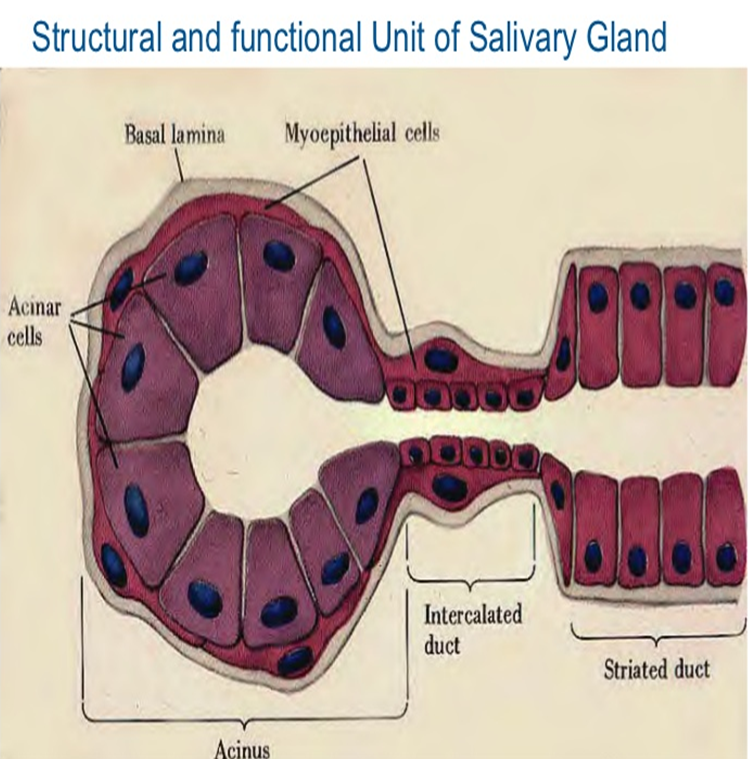 Structural and functional Unit of Salivary Gland
Basal lamina
Myoepithelial cells
Acinar
cells
Intercalated
duct
Striated duct
Acinus